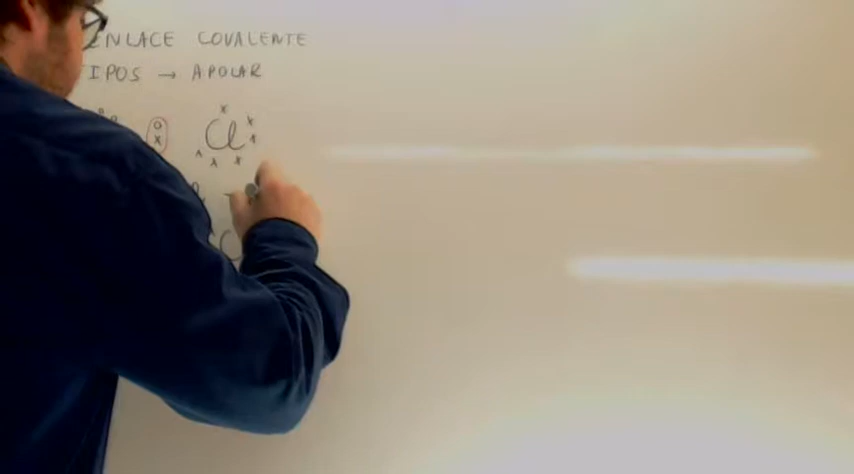 ENLACE COVALENTE
TIPOS → APOLAR
Cl